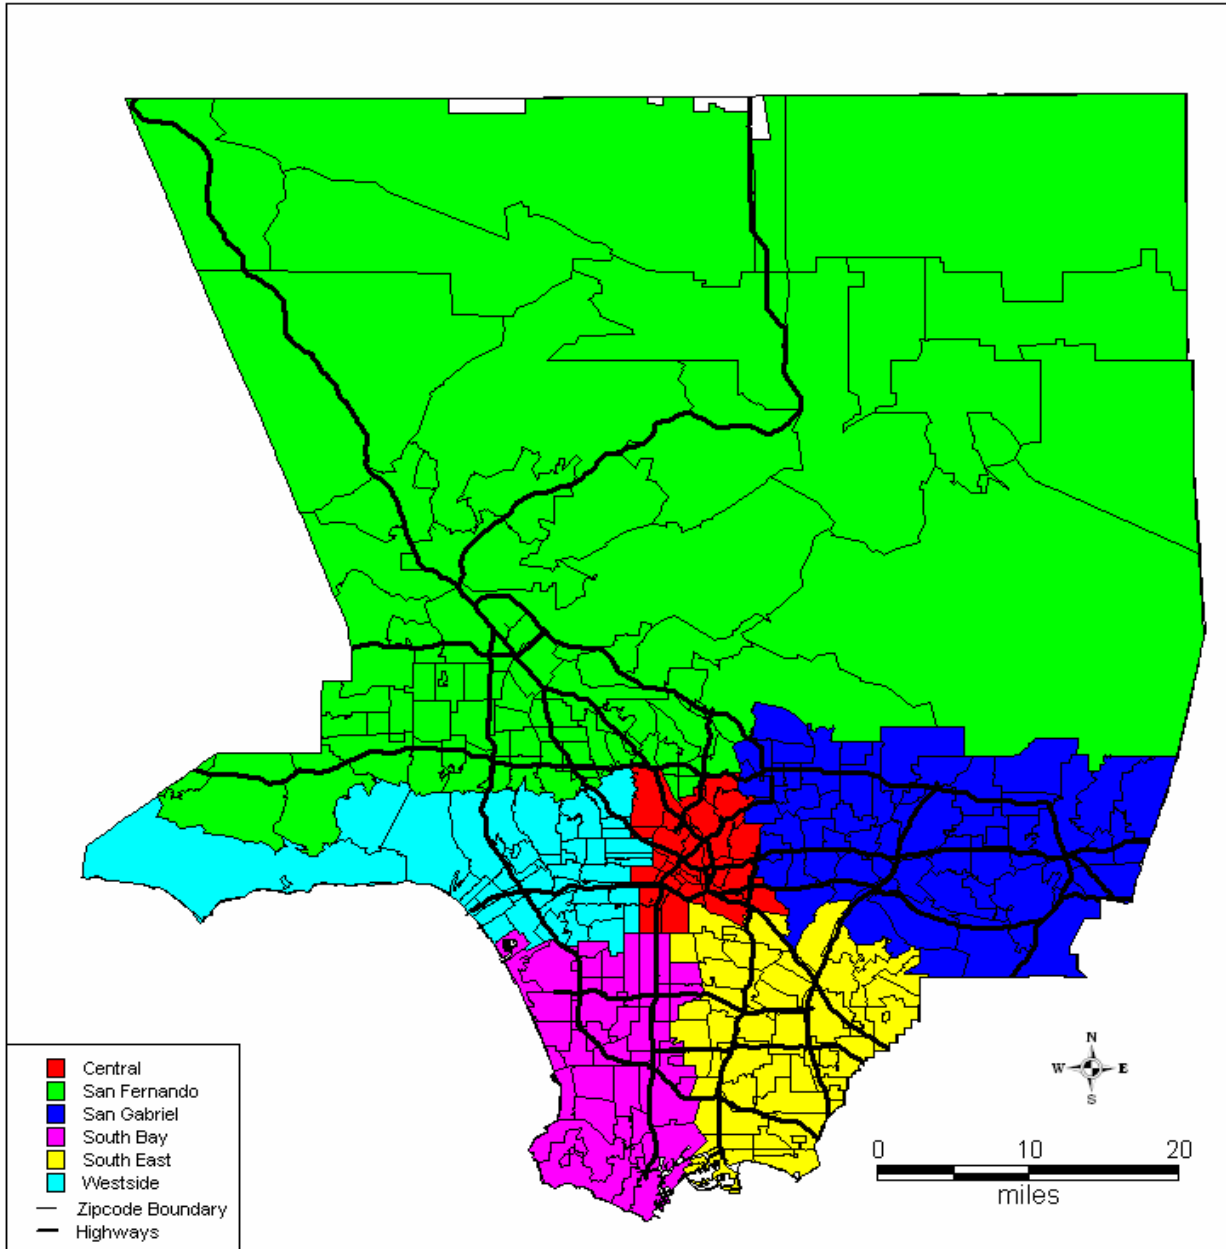 Central
San Fernando
San Gabriel
South Bay
South East
Westside
Zipcode Boundary
Highways
N
W E
S
0 10 20
miles